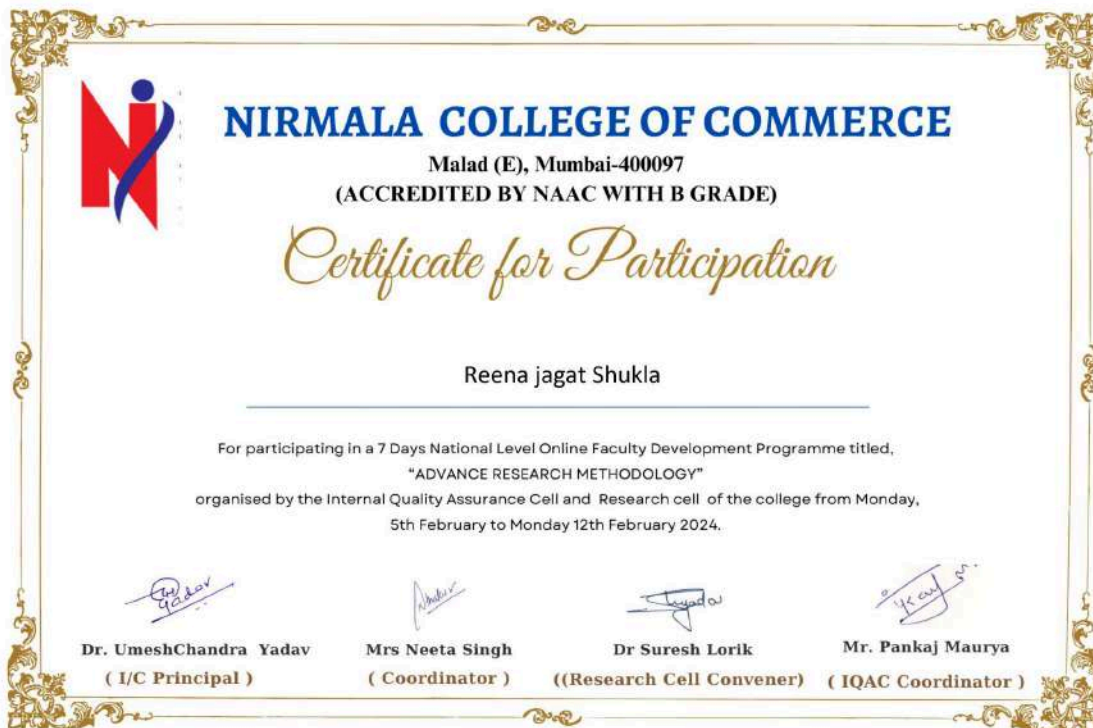 NIRMALA COLLEGE OF COMMERCE
Malad (E), Mumbai-400097
(ACCREDITED BY NAAC WITH B GRADE)
Certificate for Participation
Reena jagat Shukla
For participating in a 7 Days National Level Online Faculty Development Programme titled,
“ADVANCE RESEARCH METHODOLOGY”
organised by the Internal Quality Assurance Cell and Research cell of the college from Monday,
5th February to Monday 12th February 2024.
Dr. UmeshChandra Yadav
( I/C Principal )
Mrs Neeta Singh
( Coordinator )
Dr Suresh Lorik
((Research Cell Convener)
Mr. Pankaj Maurya
( IQAC Coordinator )